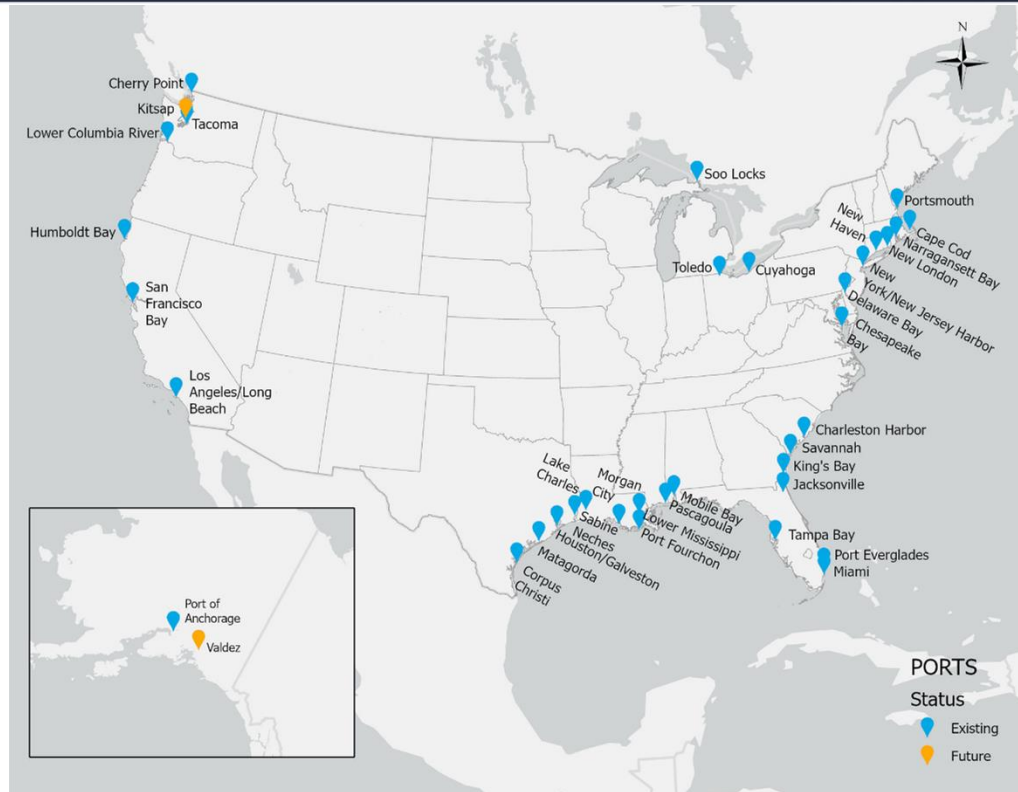 N
Cherry Point
Kitsap
Tacoma
Lower Columbia River
Humboldt Bay
San
Francisco
Bay
Los
Angeles/Long
Beach
Soo Locks
Toledo
Cuyahoga
Portsmouth
Cape Cod
Narragansett Bay
New London
New
Haven
New
York/New Jersey Harbor
Delaware Bay
Chesapeake
Bay
Charleston Harbor
Savannah
King's Bay
Jacksonville
Tampa Bay
Port Everglades
Miami
Mobile Bay
Pascagoula
Lower Mississippi
Port Fourchon
Morgan
City
Lake
Charles
Sabine
Neches
Houston/Galveston
Matagorda
Corpus
Christi
Port of
Anchorage
Valdez
PORTS
Status
Existing
Future